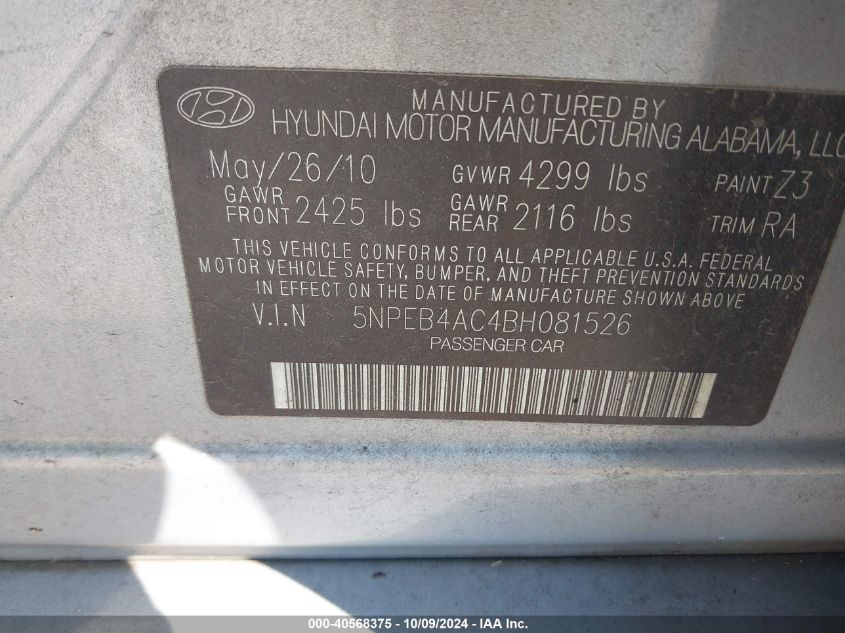 MANUFACTURED BY
HYUNDAI MOTOR MANUFACTURING ALABAMA, LLC
May/26/10 GVWR 4299 lbs PAINT Z3
GAWR FRONT 2425 lbs GAWR REAR 2116 lbs TRIM RA
THIS VEHICLE CONFORMS TO ALL APPLICABLE U.S.A. FEDERAL
MOTOR VEHICLE SAFETY, BUMPER, AND THEFT PREVENTION STANDARDS
IN EFFECT ON THE DATE OF MANUFACTURE SHOWN ABOVE
V.I.N 5NPEB4AC4BH081526
PASSENGER CAR
000-40568375 - 10/09/2024 - IAA Inc.